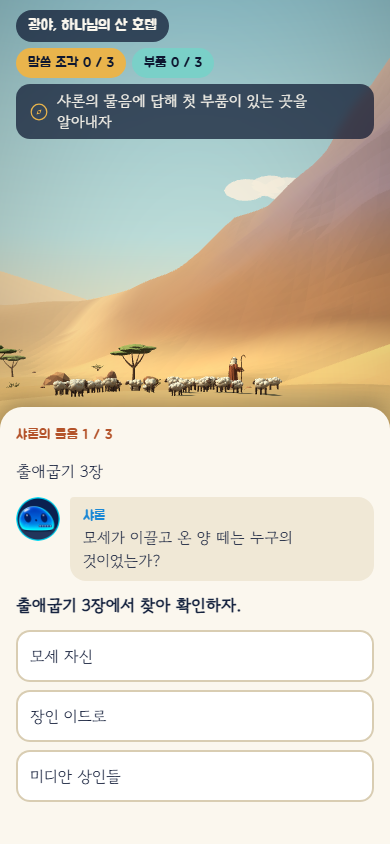 광야, 하나님의 산 호렙
말씀 조각 0 / 3
부품 0 / 3
샤론의 물음에 답해 첫 부품이 있는 곳을
알아내자
샤론의 물음 1 / 3
출애굽기 3장
샤론
모세가 이끌고 온 양 떼는 누구의
것이었는가?
출애굽기 3장에서 찾아 확인하자.
모세 자신
장인 이드로
미디안 상인들